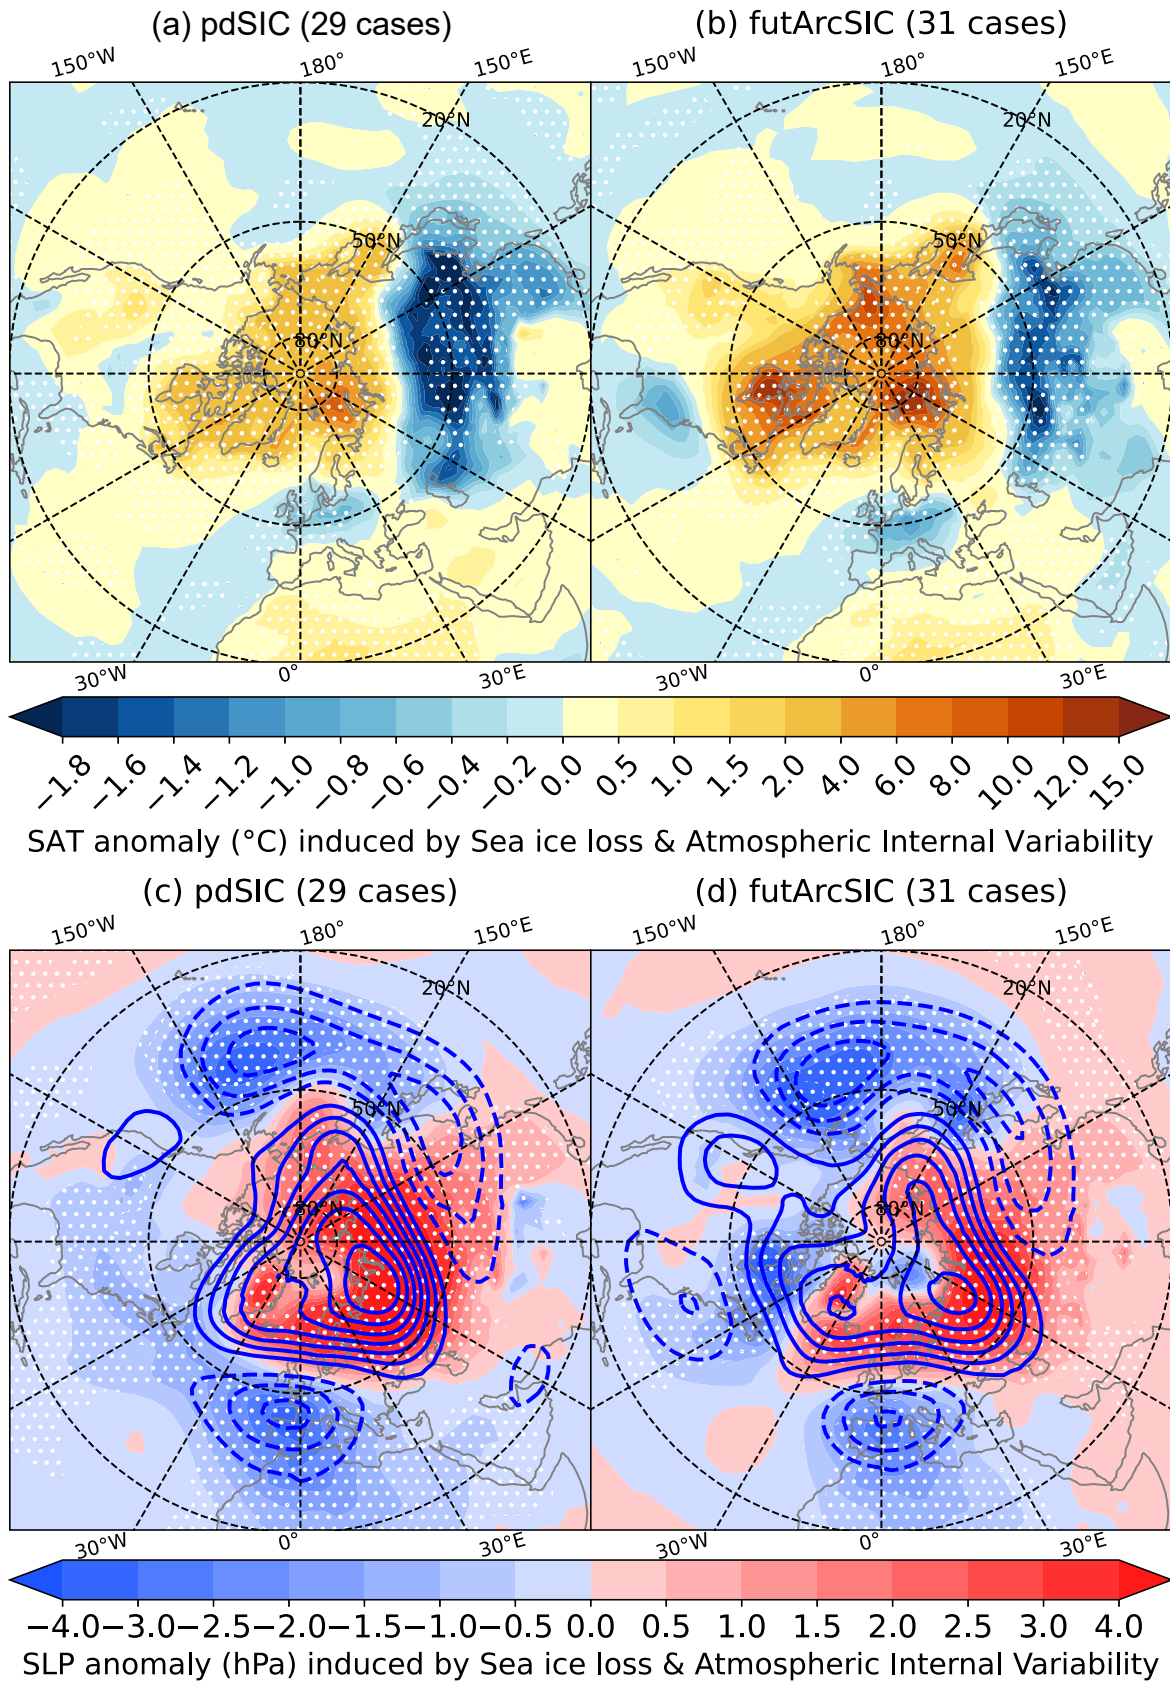 (a) pdSIC (29 cases) (b) futArcSIC (31 cases)
150°W 180° 150°E 150°W 180° 150°E
20°N 20°N
50°N 50°N
80°N 80°N
30°W 0° 30°E 30°W 0° 30°E
−1.8 −1.6 −1.4 −1.2 −1.0 −0.8 −0.6 −0.4 −0.2 0.0 0.5 1.0 1.5 2.0 4.0 6.0 8.0 10.0 12.0 15.0
SAT anomaly (°C) induced by Sea ice loss & Atmospheric Internal Variability
(c) pdSIC (29 cases) (d) futArcSIC (31 cases)
150°W 180° 150°E 150°W 180° 150°E
20°N 20°N
50°N 50°N
80°N 80°N
30°W 0° 30°E 30°W 0° 30°E
−4.0 −3.0 −2.5 −2.0 −1.5 −1.0 −0.5 0.0 0.5 1.0 1.5 2.0 2.5 3.0 4.0
SLP anomaly (hPa) induced by Sea ice loss & Atmospheric Internal Variability